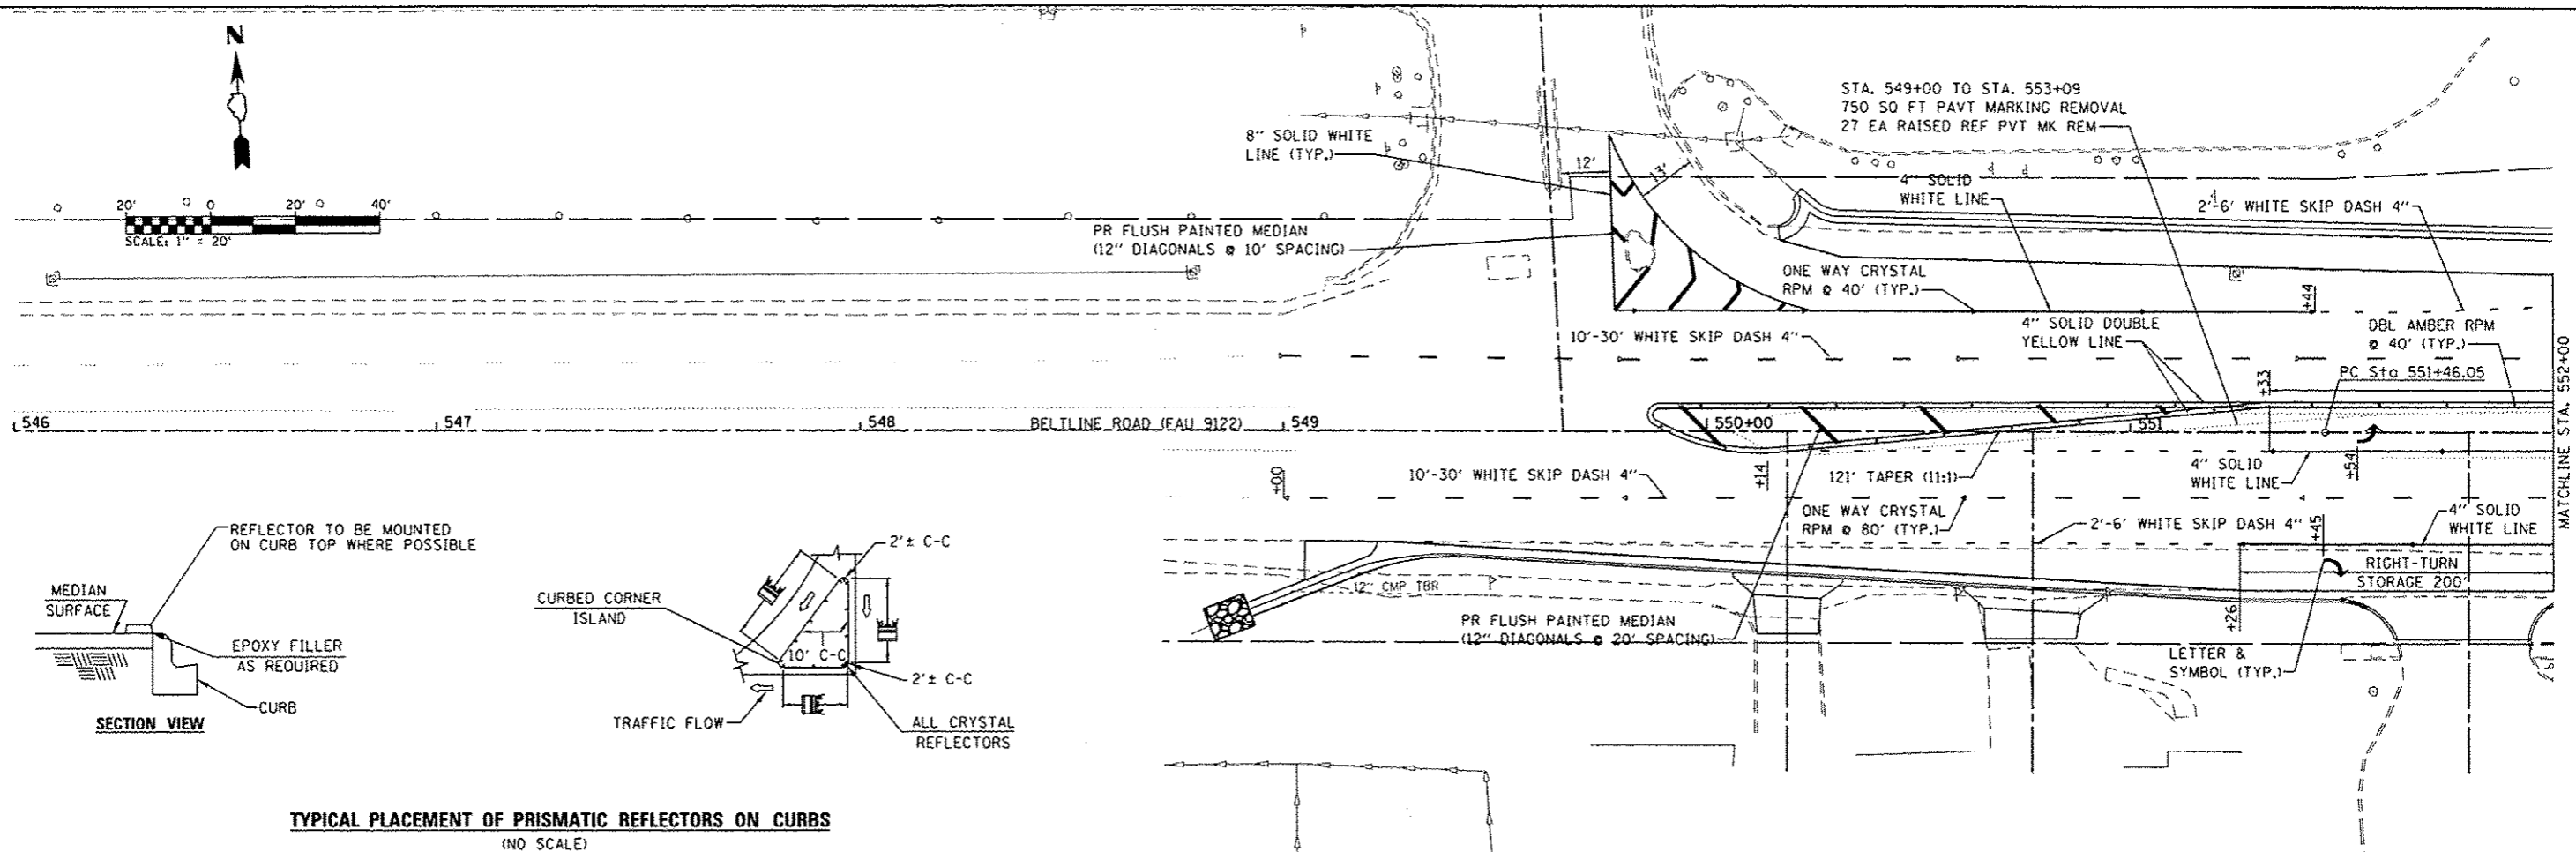 N
20' 0 20' 40'
SCALE: 1" = 20'
8" SOLID WHITE
LINE (TYP.)
12'
13'
STA. 549+00 TO STA. 553+09
750 SQ FT PAVT MARKING REMOVAL
27 EA RAISED REF PVT MK REM
4" SOLID
WHITE LINE
2'-6' WHITE SKIP DASH 4"
PR FLUSH PAINTED MEDIAN
(12" DIAGONALS @ 10' SPACING)
ONE WAY CRYSTAL
RPM @ 40' (TYP.)
+44
10'-30' WHITE SKIP DASH 4"
4" SOLID DOUBLE
YELLOW LINE
DBL AMBER RPM
@ 40' (TYP.)
+33
PC Sta 551+46.05
MATCHLINE STA. 552+00
546
547
548
BELTLINE ROAD (FAU 9122)
549
550+00
551
+00
10'-30' WHITE SKIP DASH 4"
+14
121' TAPER (11:1)
4" SOLID
WHITE LINE
+54
ONE WAY CRYSTAL
RPM @ 80' (TYP.)
2'-6' WHITE SKIP DASH 4"
+45
4" SOLID
WHITE LINE
RIGHT-TURN
STORAGE 200'
12" CMP TBR
PR FLUSH PAINTED MEDIAN
(12" DIAGONALS @ 20' SPACING)
+26
LETTER &
SYMBOL (TYP.)
REFLECTOR TO BE MOUNTED
ON CURB TOP WHERE POSSIBLE
MEDIAN
SURFACE
EPOXY FILLER
AS REQUIRED
CURB
SECTION VIEW
2'± C-C
CURBED CORNER
ISLAND
10' C-C
2'± C-C
TRAFFIC FLOW
ALL CRYSTAL
REFLECTORS
TYPICAL PLACEMENT OF PRISMATIC REFLECTORS ON CURBS
(NO SCALE)